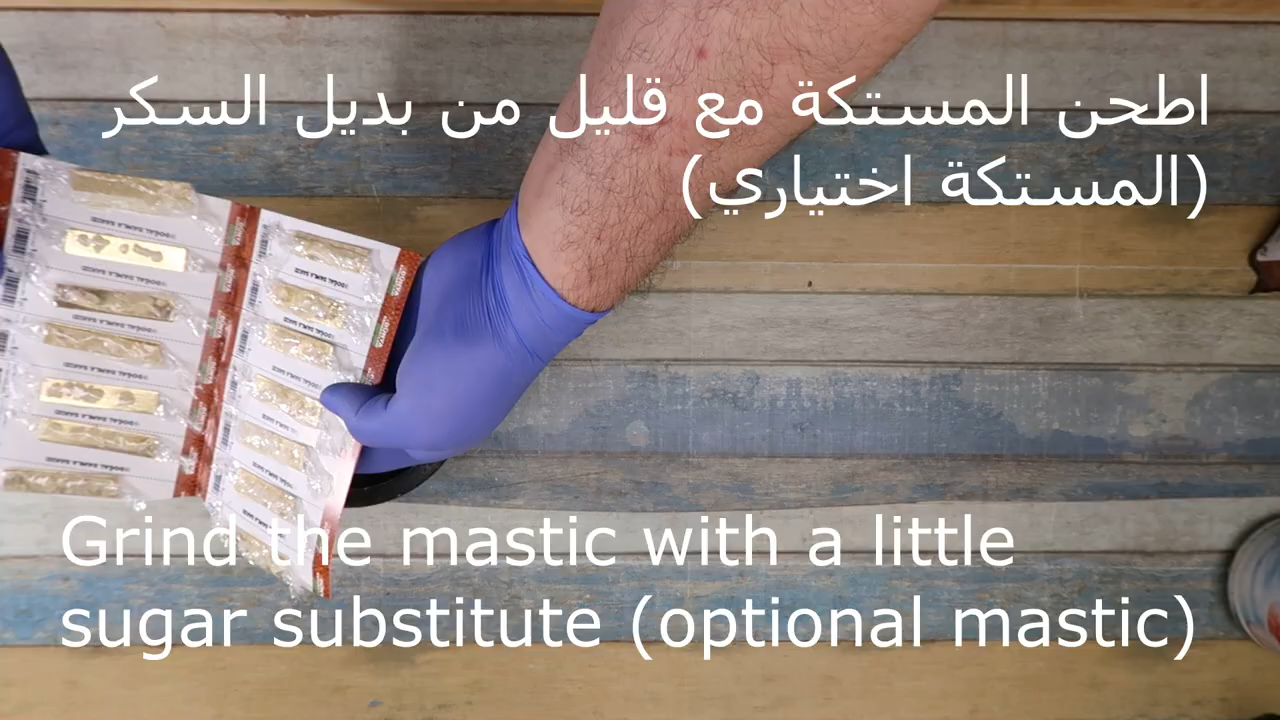 اطحن المستكة مع قليل من بديل السكر
(المستكة اختياري)
Grind the mastic with a little
sugar substitute (optional mastic)